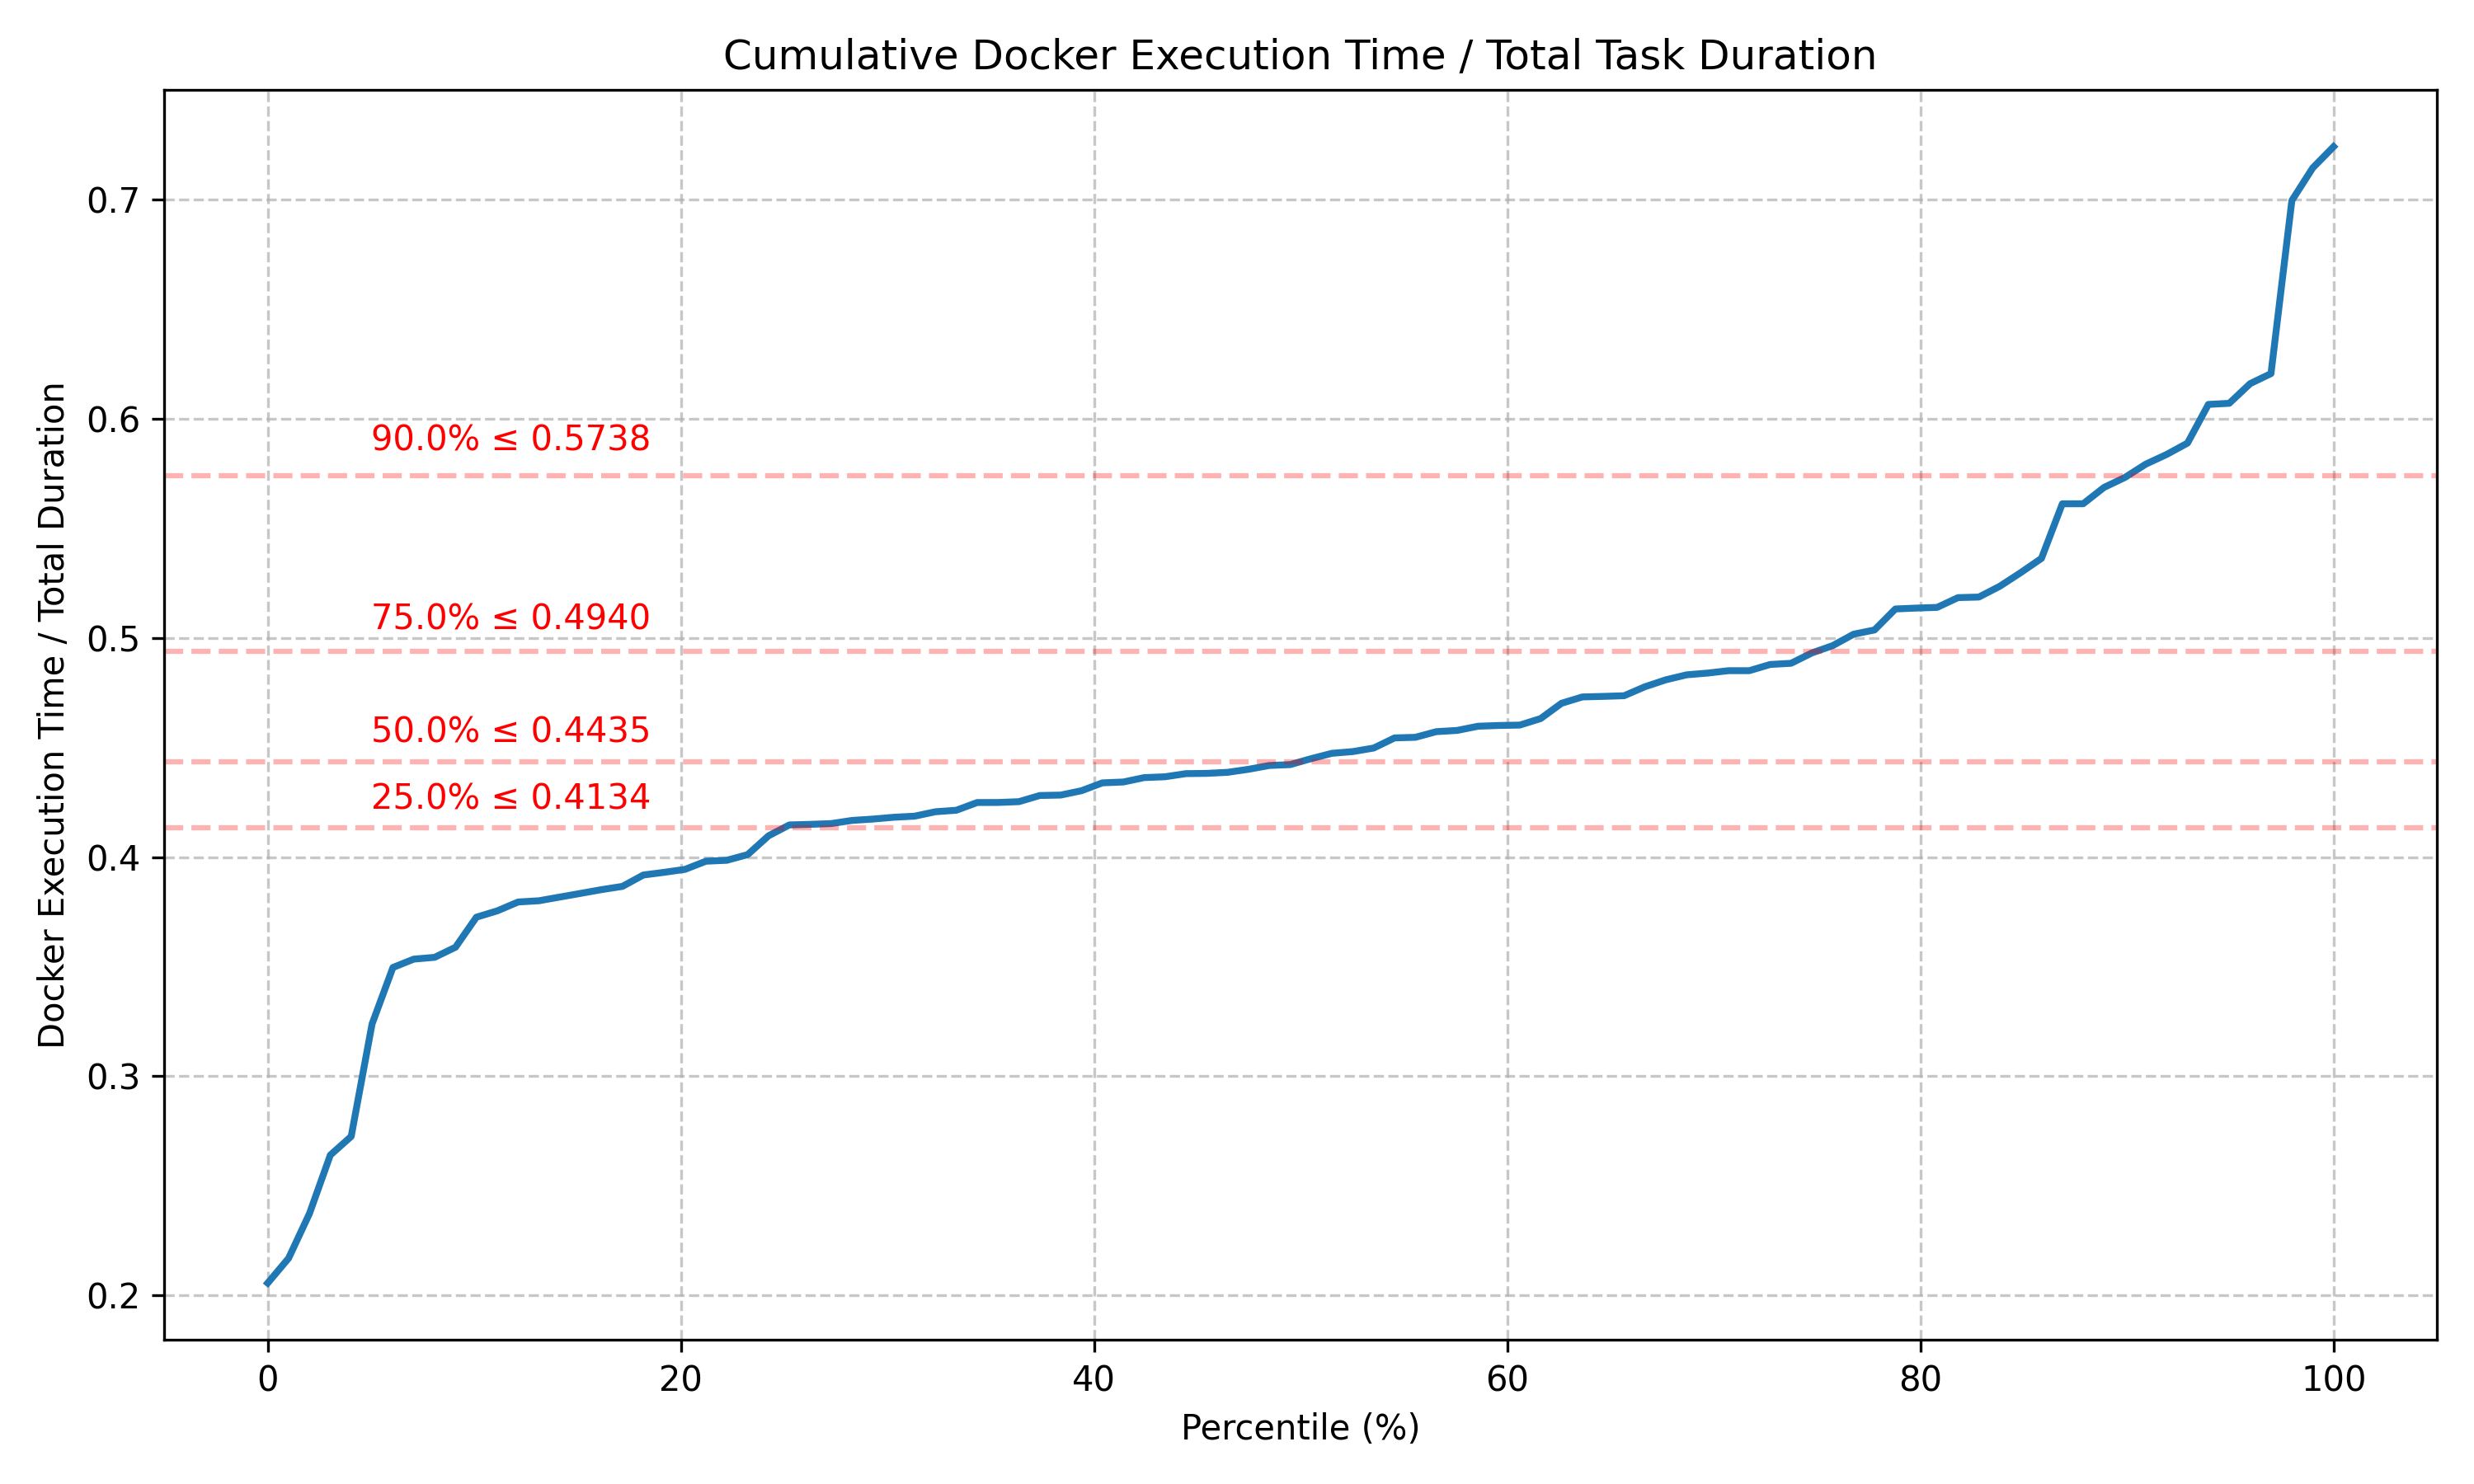 Cumulative Docker Execution Time / Total Task Duration
Docker Execution Time / Total Duration
0.7
0.6
0.5
0.4
0.3
0.2
90.0% ≤ 0.5738
75.0% ≤ 0.4940
50.0% ≤ 0.4435
25.0% ≤ 0.4134
0 20 40 60 80 100
Percentile (%)